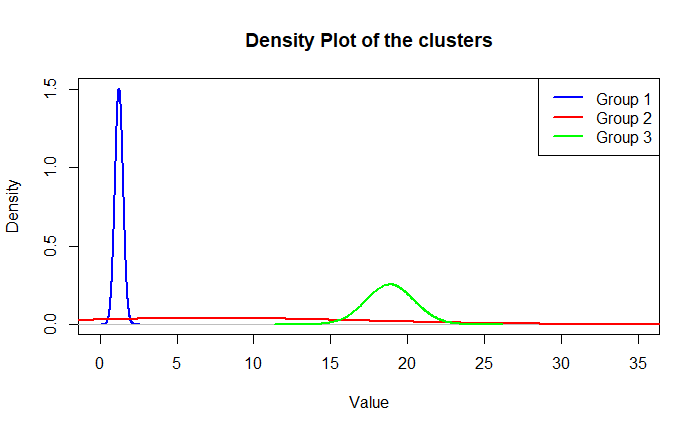 Density Plot of the clusters
Group 1
Group 2
Group 3
Density
0.0
0.5
1.0
1.5
0 5 10 15 20 25 30 35
Value